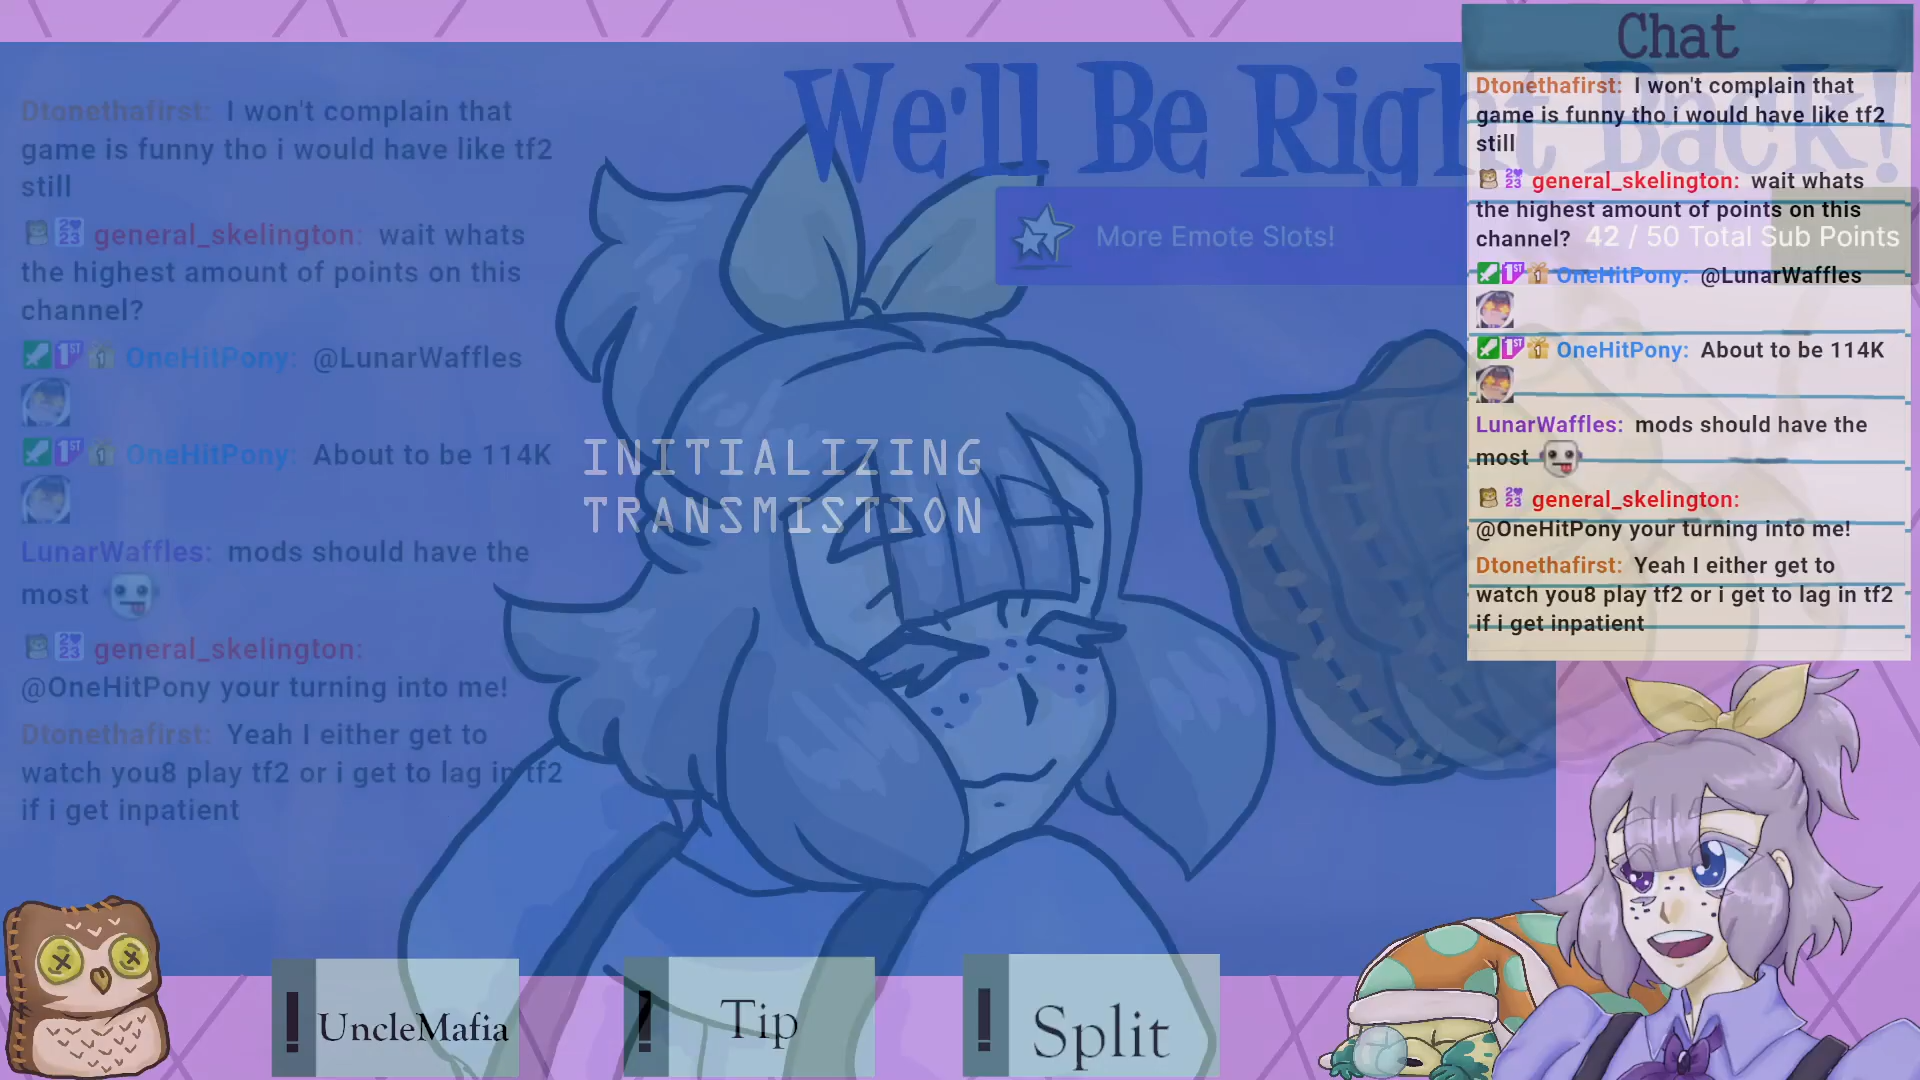 Chat
We'll Be Right Back!
Dtonethafirst: I won't complain that
game is funny tho i would have like tf2
still
general_skelington: wait whats
the highest amount of points on this
channel?
OneHitPony: @LunarWaffles
OneHitPony: About to be 114K
LunarWaffles: mods should have the
most
general_skelington:
@OneHitPony your turning into me!
Dtonethafirst: Yeah I either get to
watch you8 play tf2 or i get to lag in tf2
if i get inpatient
More Emote Slots!
42 / 50 Total Sub Points
INITIALIZING
TRANSMISTION
Dtonethafirst: I won't complain that
game is funny tho i would have like tf2
still
general_skelington: wait whats
the highest amount of points on this
channel?
OneHitPony: @LunarWaffles
OneHitPony: About to be 114K
LunarWaffles: mods should have the
most
general_skelington:
@OneHitPony your turning into me!
Dtonethafirst: Yeah I either get to
watch you8 play tf2 or i get to lag in tf2
if i get inpatient
! UncleMafia
! Tip
! Split